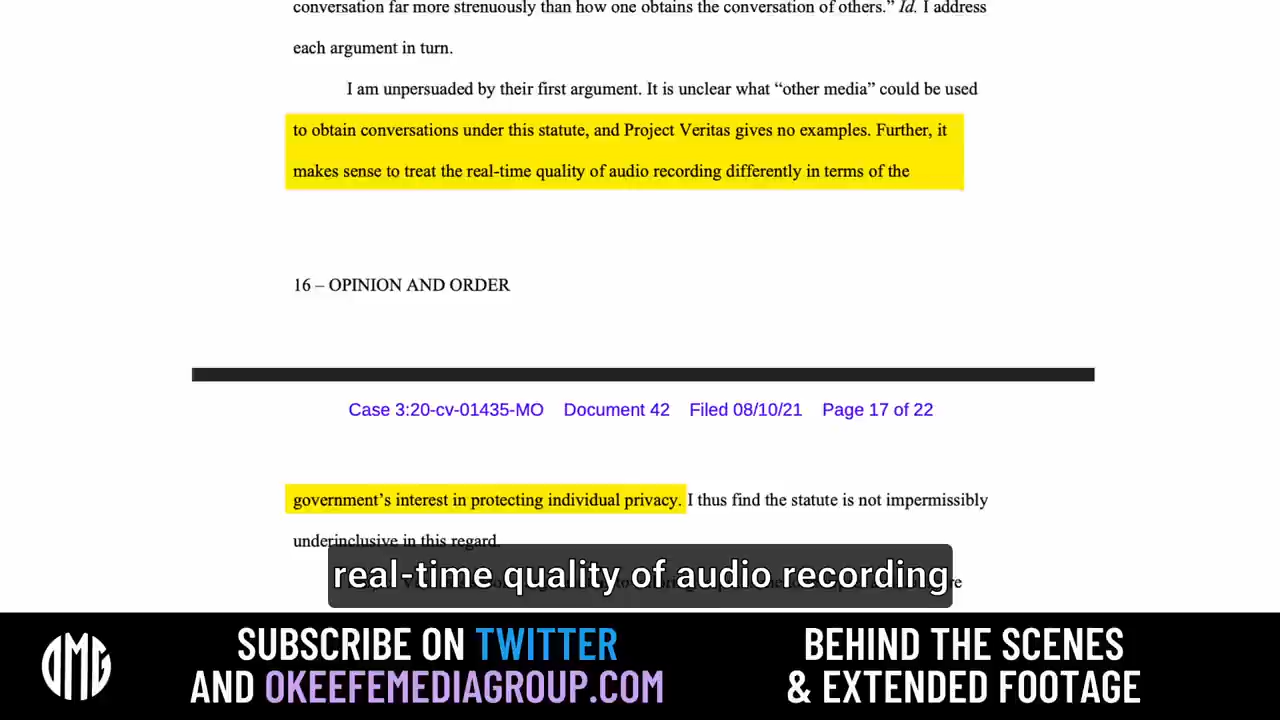 conversation far more strenuously than how one obtains the conversation of others.” Id. I address
each argument in turn.
I am unpersuaded by their first argument. It is unclear what “other media” could be used
to obtain conversations under this statute, and Project Veritas gives no examples. Further, it
makes sense to treat the real-time quality of audio recording differently in terms of the
16 – OPINION AND ORDER
Case 3:20-cv-01435-MO Document 42 Filed 08/10/21 Page 17 of 22
government’s interest in protecting individual privacy. I thus find the statute is not impermissibly
underinclusive in this regard.
real-time quality of audio recording
OMG
SUBSCRIBE ON TWITTER
AND OKEEFEMEDIAGROUP.COM
BEHIND THE SCENES
& EXTENDED FOOTAGE